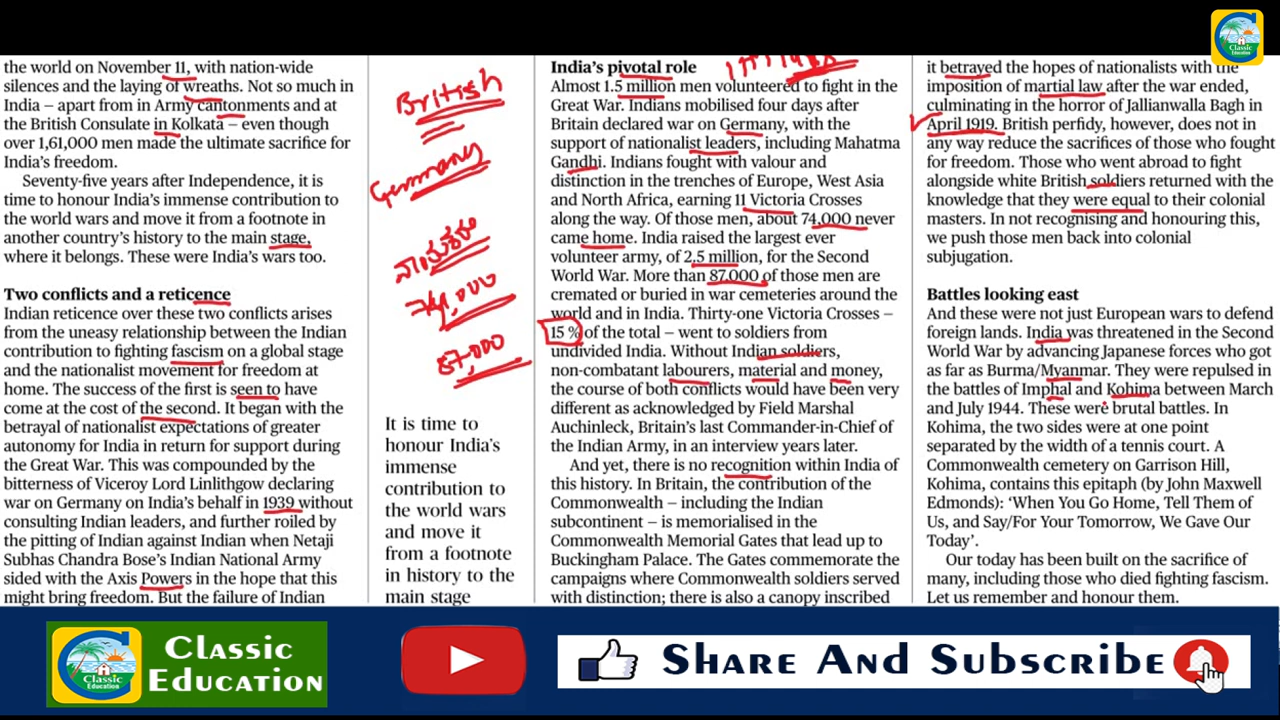 Classic
Education
the world on November 11, with nation-wide
silences and the laying of wreaths. Not so much in
India – apart from in Army cantonments and at
the British Consulate in Kolkata – even though
over 1,61,000 men made the ultimate sacrifice for
India's freedom.
Seventy-five years after Independence, it is
time to honour India's immense contribution to
the world wars and move it from a footnote in
another country's history to the main stage,
where it belongs. These were India's wars too.
Two conflicts and a reticence
Indian reticence over these two conflicts arises
from the uneasy relationship between the Indian
contribution to fighting fascism on a global stage
and the nationalist movement for freedom at
home. The success of the first is seen to have
come at the cost of the second. It began with the
betrayal of nationalist expectations of greater
autonomy for India in return for support during
the Great War. This was compounded by the
bitterness of Viceroy Lord Linlithgow declaring
war on Germany on India's behalf in 1939 without
consulting Indian leaders, and further roiled by
the pitting of Indian against Indian when Netaji
Subhas Chandra Bose's Indian National Army
sided with the Axis Powers in the hope that this
might bring freedom. But the failure of Indian
British
Germany
74,000
87,000
It is time to
honour India's
immense
contribution to
the world wars
and move it
from a footnote
in history to the
main stage
India's pivotal role
Almost 1.5 million men volunteered to fight in the
Great War. Indians mobilised four days after
Britain declared war on Germany, with the
support of nationalist leaders, including Mahatma
Gandhi. Indians fought with valour and
distinction in the trenches of Europe, West Asia
and North Africa, earning 11 Victoria Crosses
along the way. Of those men, about 74,000 never
came home. India raised the largest ever
volunteer army, of 2.5 million, for the Second
World War. More than 87,000 of those men are
cremated or buried in war cemeteries around the
world and in India. Thirty-one Victoria Crosses –
15 % of the total – went to soldiers from
undivided India. Without Indian soldiers,
non-combatant labourers, material and money,
the course of both conflicts would have been very
different as acknowledged by Field Marshal
Auchinleck, Britain's last Commander-in-Chief of
the Indian Army, in an interview years later.
And yet, there is no recognition within India of
this history. In Britain, the contribution of the
Commonwealth – including the Indian
subcontinent – is memorialised in the
Commonwealth Memorial Gates that lead up to
Buckingham Palace. The Gates commemorate the
campaigns where Commonwealth soldiers served
with distinction; there is also a canopy inscribed
it betrayed the hopes of nationalists with the
imposition of martial law after the war ended,
culminating in the horror of Jallianwalla Bagh in
April 1919. British perfidy, however, does not in
any way reduce the sacrifices of those who fought
for freedom. Those who went abroad to fight
alongside white British soldiers returned with the
knowledge that they were equal to their colonial
masters. In not recognising and honouring this,
we push those men back into colonial
subjugation.
Battles looking east
And these were not just European wars to defend
foreign lands. India was threatened in the Second
World War by advancing Japanese forces who got
as far as Burma/Myanmar. They were repulsed in
the battles of Imphal and Kohima between March
and July 1944. These were brutal battles. In
Kohima, the two sides were at one point
separated by the width of a tennis court. A
Commonwealth cemetery on Garrison Hill,
Kohima, contains this epitaph (by John Maxwell
Edmonds): 'When You Go Home, Tell Them of
Us, and Say/For Your Tomorrow, We Gave Our
Today'.
Our today has been built on the sacrifice of
many, including those who died fighting fascism.
Let us remember and honour them.
Classic
Education
Classic
Education
Share And Subscribe